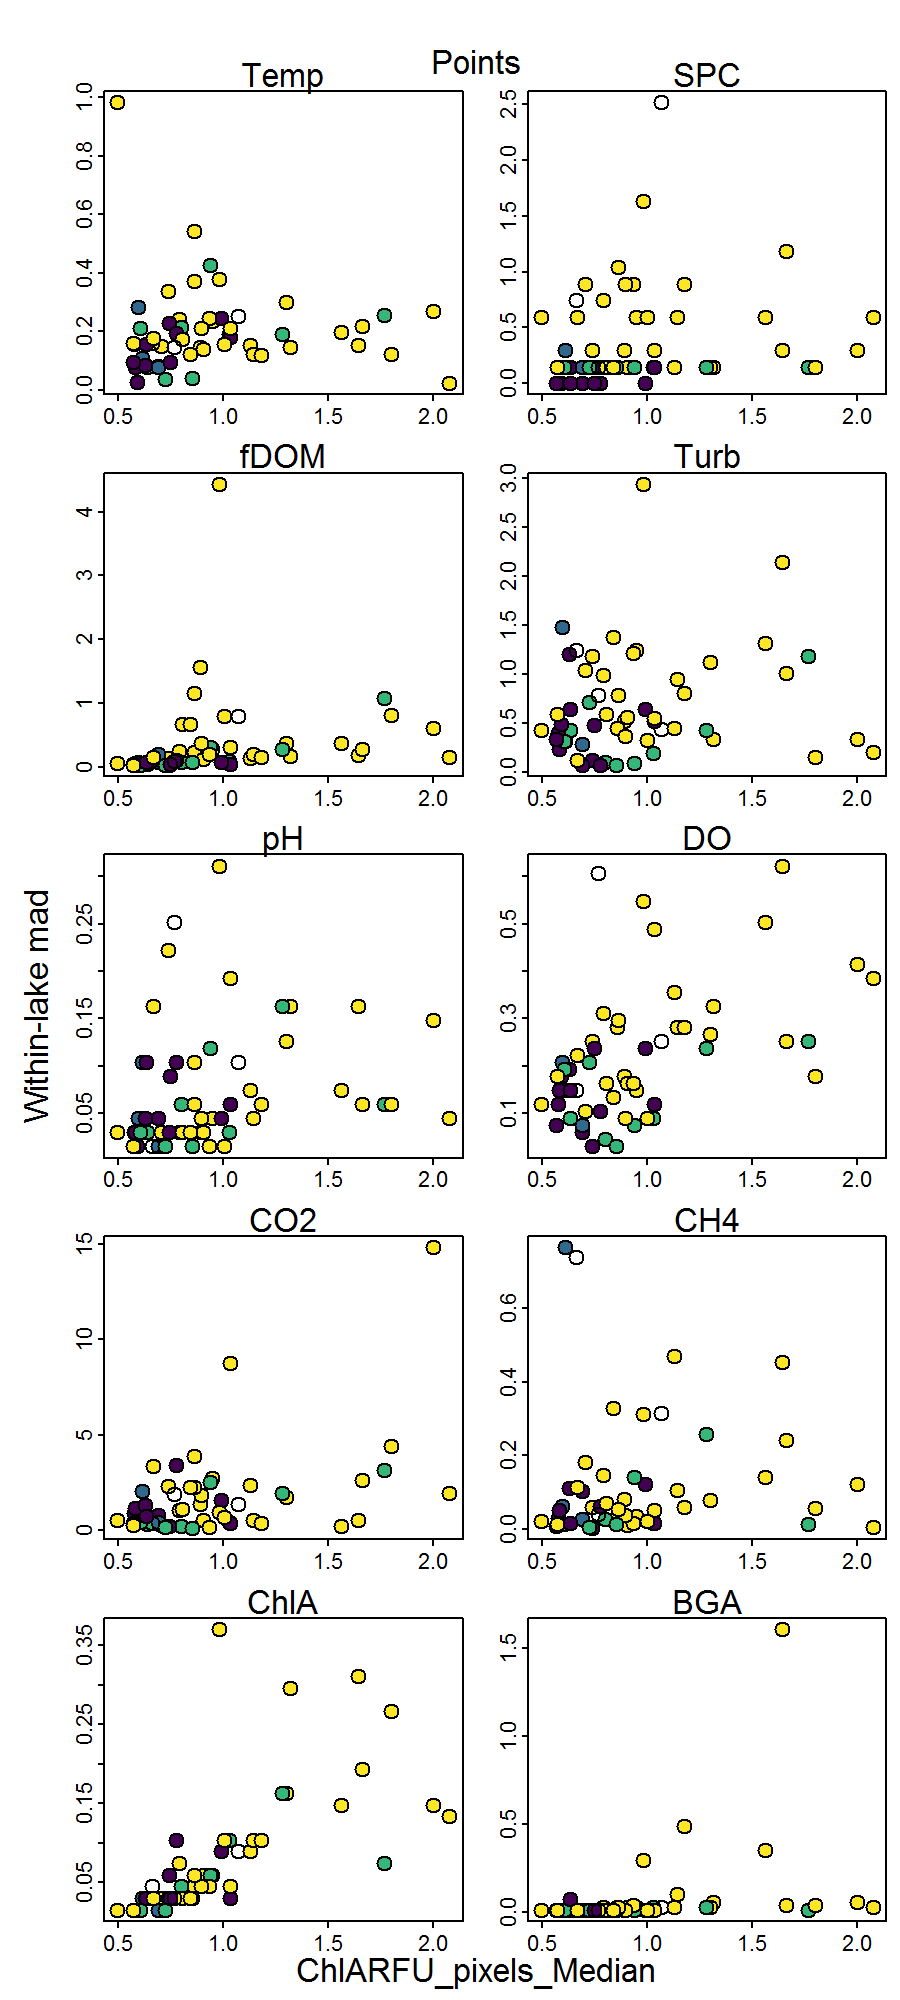 Points
Temp
SPC
0.0 0.2 0.4 0.6 0.8 1.0
0.5 1.0 1.5 2.0
0.0 0.5 1.0 1.5 2.0 2.5
0.5 1.0 1.5 2.0
fDOM
Turb
0 1 2 3 4
0.5 1.0 1.5 2.0
0.0 0.5 1.0 1.5 2.0 2.5 3.0
0.5 1.0 1.5 2.0
Within-lake mad
pH
DO
0.05 0.15 0.25
0.5 1.0 1.5 2.0
0.1 0.3 0.5
0.5 1.0 1.5 2.0
CO2
CH4
0 5 10 15
0.5 1.0 1.5 2.0
0.0 0.2 0.4 0.6
0.5 1.0 1.5 2.0
ChlA
BGA
0.05 0.15 0.25 0.35
0.5 1.0 1.5 2.0
0.0 0.5 1.0 1.5
0.5 1.0 1.5 2.0
ChlARFU_pixels_Median